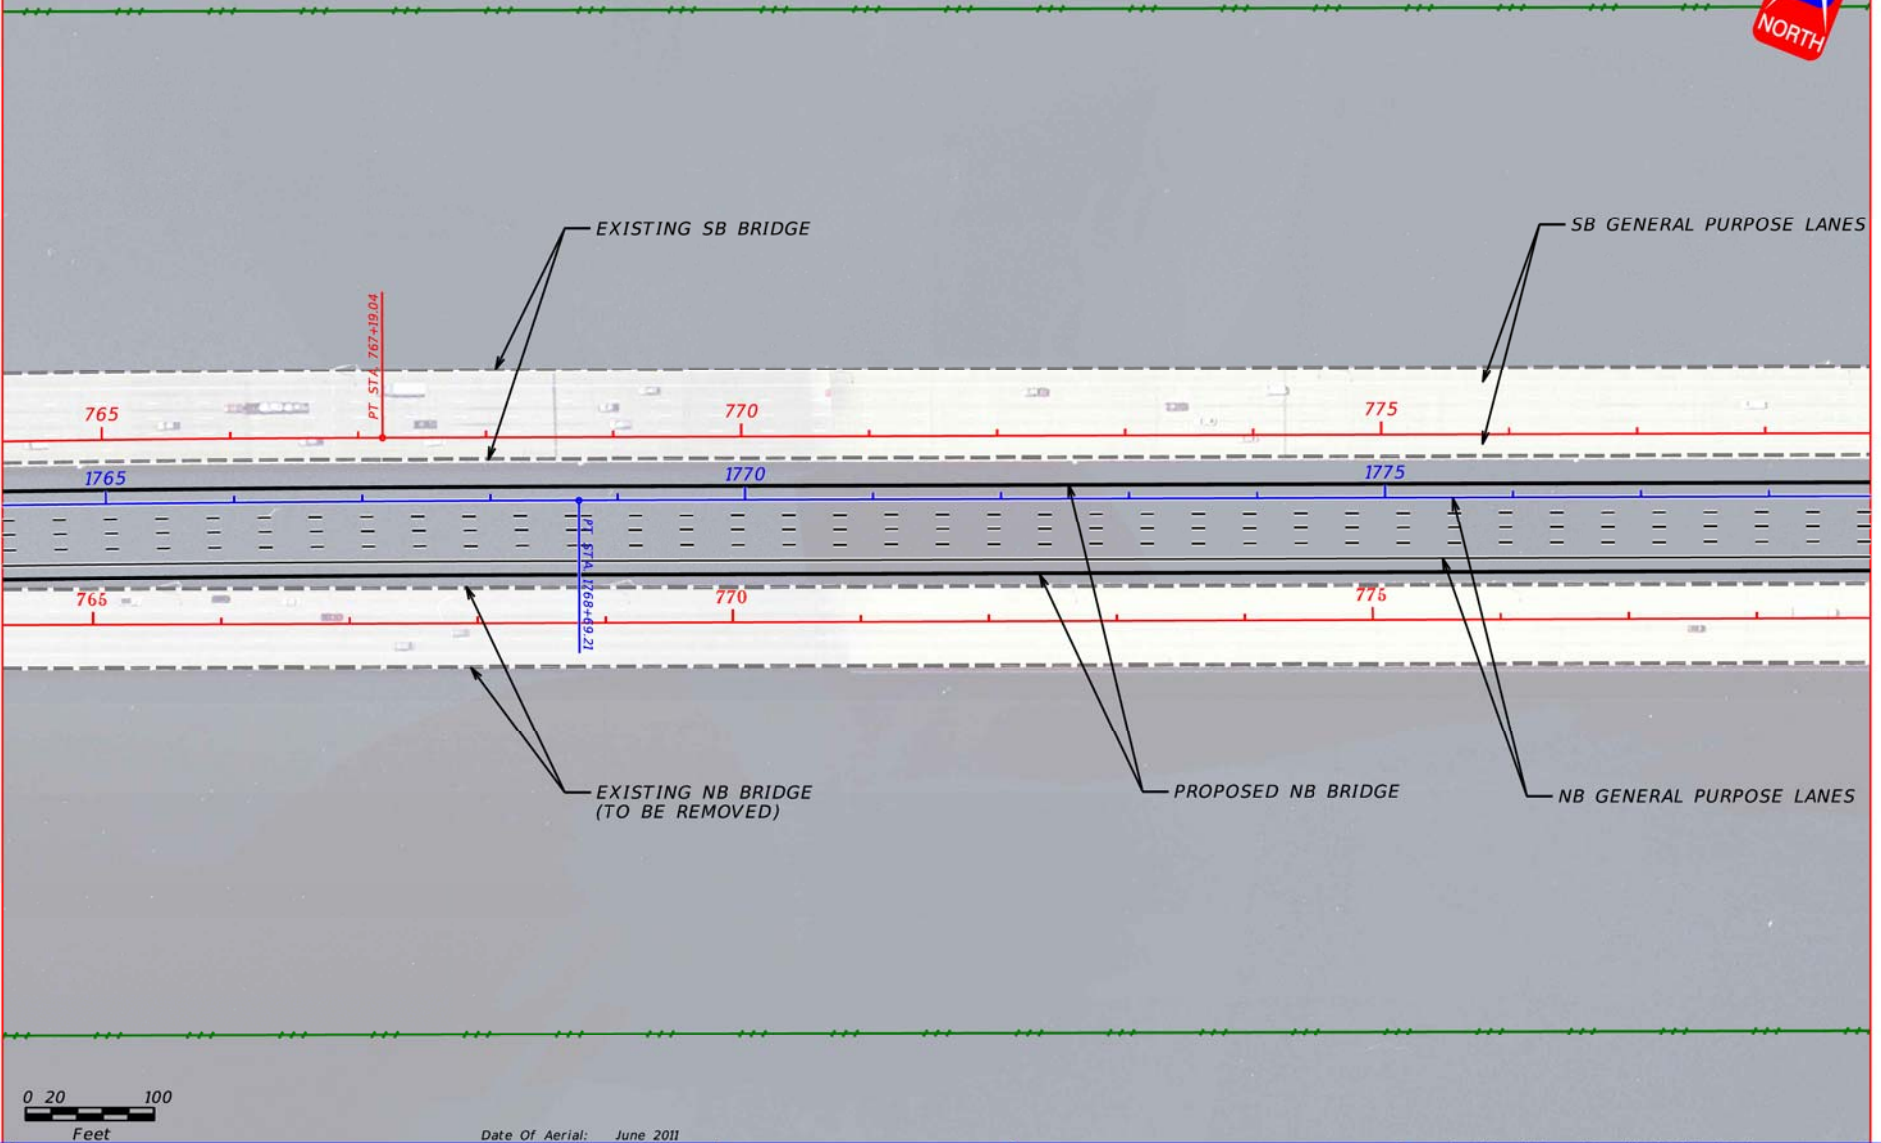 NORTH
EXISTING SB BRIDGE
SB GENERAL PURPOSE LANES
PT STA. 767+19.04
765
770
775
1765
1770
1775
PT STA. 1768+69.21
765
770
775
EXISTING NB BRIDGE
(TO BE REMOVED)
PROPOSED NB BRIDGE
NB GENERAL PURPOSE LANES
0 20 100
Feet
Date Of Aerial: June 2011